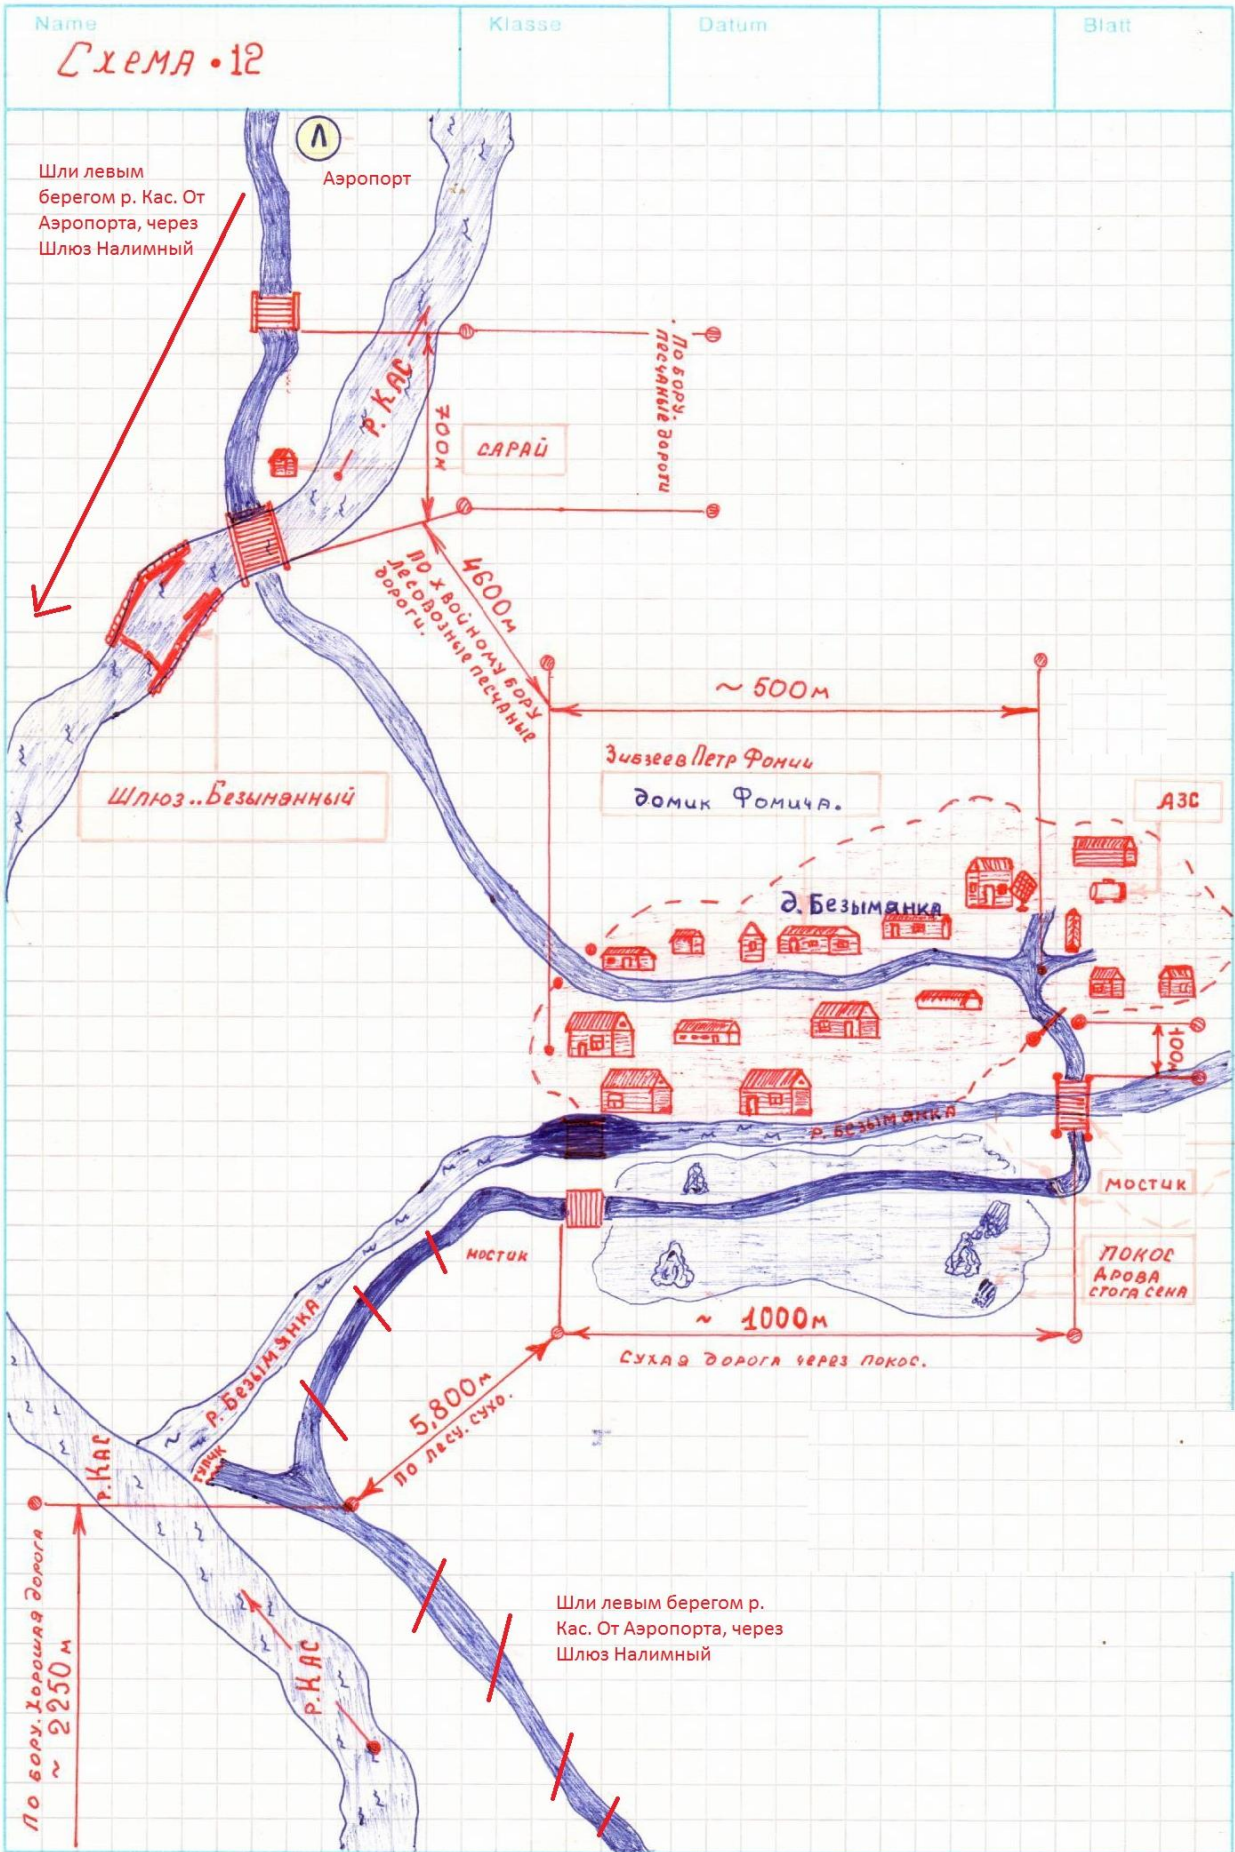 Name
Klasse
Datum
Blatt
Схема • 12
Л
Аэропорт
Шли левым
берегом р. Кас. От
Аэропорта, через
Шлюз Налимный
р. КАС
700м
САРАЙ
. По бору.
песчаные дороги
4600м
по хвойному бору
лесовозные песчаные
дороги.
~ 500м
Шлюз..Безымянный
Зибзеев Петр Фомич
домик Фомича.
АЗС
д. Безымянка
100м
р. Безымянка
мостик
мостик
покос
дрова
стога сена
~ 1000м
Сухая дорога через покос.
р. Безымянка
5,800м
по лесу. сухо.
тупик
р. КАС
По бору. Хорошая дорога
~ 2250 м
р. КАС
Шли левым берегом р.
Кас. От Аэропорта, через
Шлюз Налимный